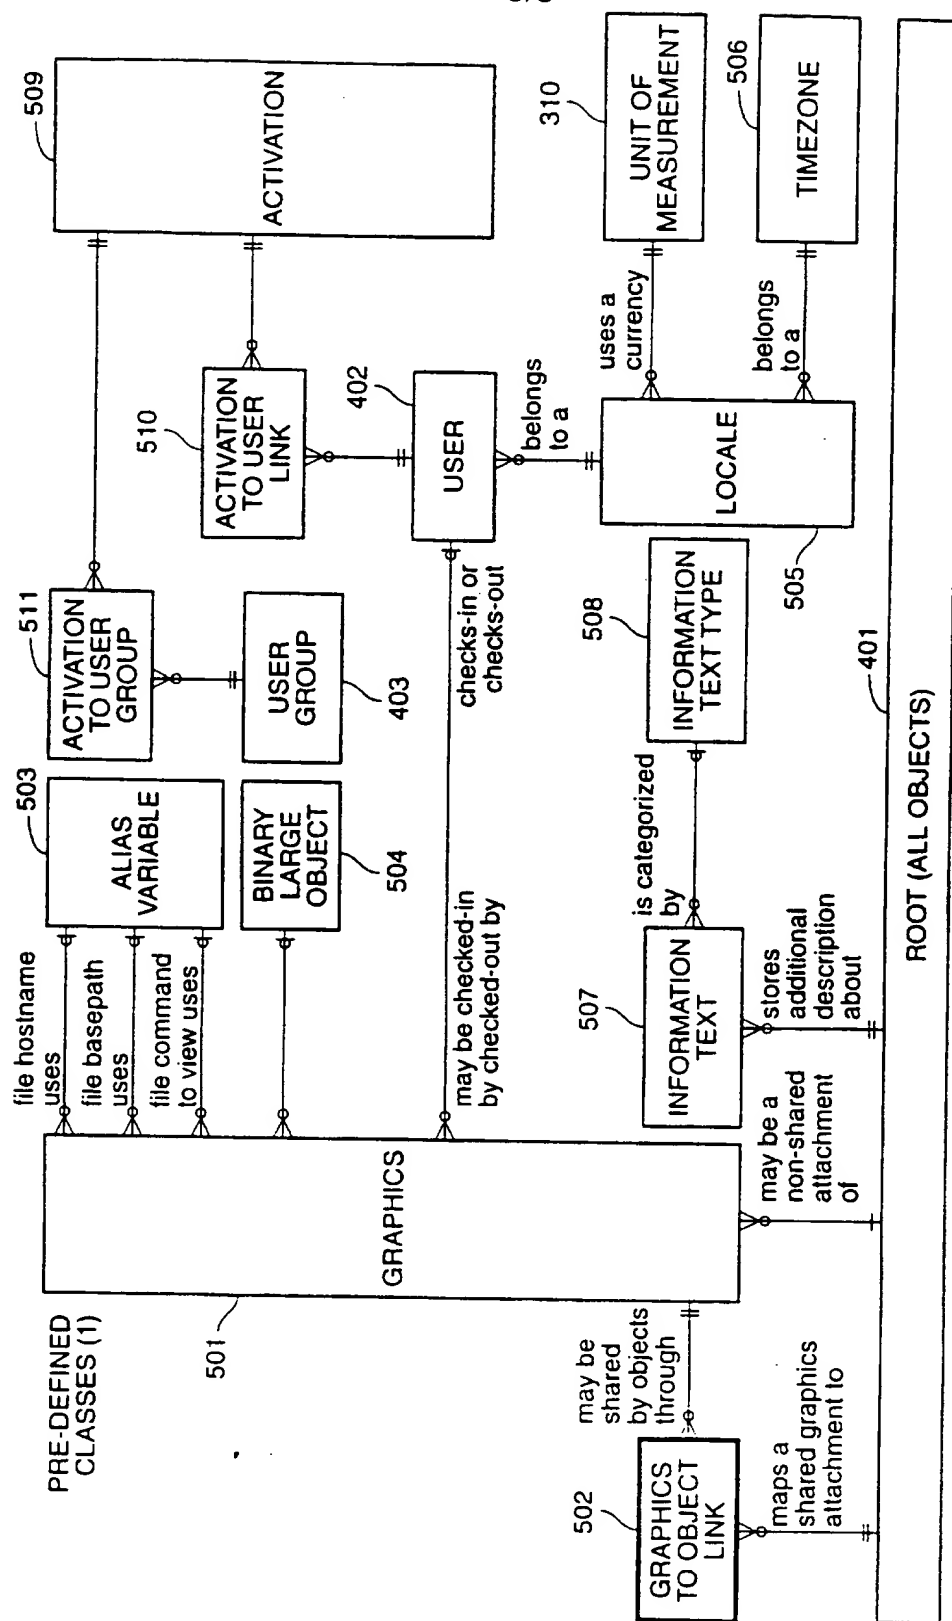 PRE-DEFINED
CLASSES (1)
501
GRAPHICS
file hostname
uses
file basepath
uses
file command
to view uses
503
ALIAS
VARIABLE
511
ACTIVATION
TO USER
GROUP
509
ACTIVATION
BINARY
LARGE
OBJECT
504
USER
GROUP
403
510
ACTIVATION
TO USER
LINK
may be checked-in
by checked-out by
checks-in or
checks-out
402
USER
belongs
to a
502
GRAPHICS
TO OBJECT
LINK
may be
shared
by objects
through
507
INFORMATION
TEXT
is categorized
by
508
INFORMATION
TEXT TYPE
505
LOCALE
uses a
currency
310
UNIT OF
MEASUREMENT
belongs
to a
506
TIMEZONE
maps a
shared graphics
attachment to
may be a
non-shared
attachment
of
stores
additional
description
about
401
ROOT (ALL OBJECTS)